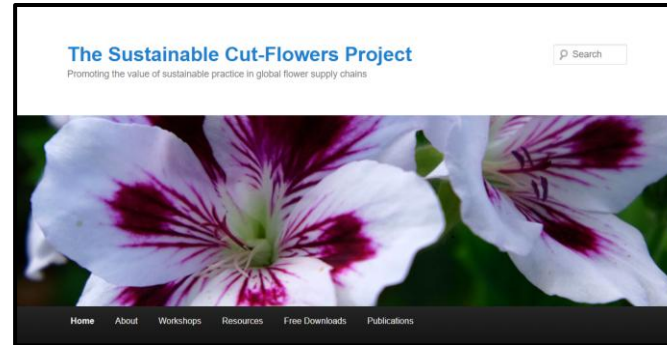 The Sustainable Cut-Flowers Project
Promoting the value of sustainable practice in global flower supply chains
Search
Home About Workshops Resources Free Downloads Publications